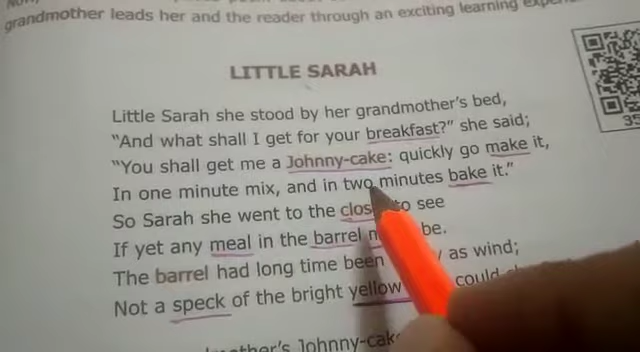 grandmother leads her and the reader through an exciting learning
LITTLE SARAH
Little Sarah she stood by her grandmother's bed,
"And what shall I get for your breakfast?" she said;
"You shall get me a Johnny-cake: quickly go make it,
In one minute mix, and in two minutes bake it."
So Sarah she went to the to see
If yet any meal in the barrel be.
The barrel had long time been as wind;
Not a speck of the bright yellow could
Johnny-cake
35